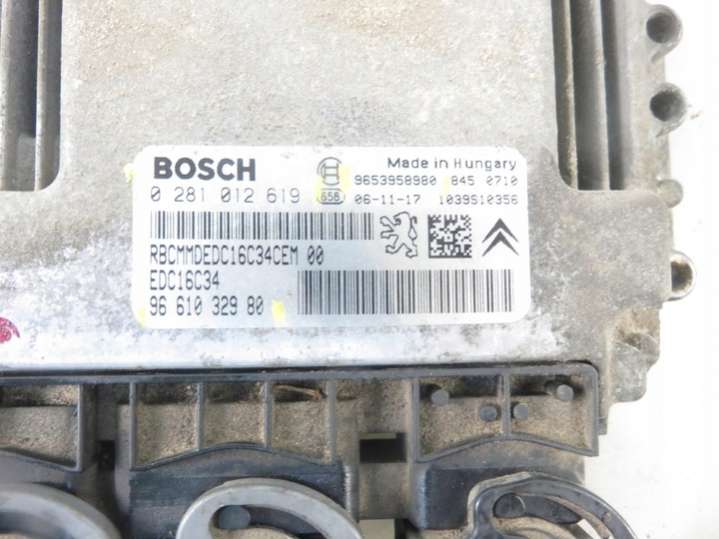 BOSCH
Made in Hungary
0 281 012 619
9653958980 845 0710
656 06-11-17 1039S10356
RBCMMDEDC16C34CEM 00
EDC16C34
96 610 329 80